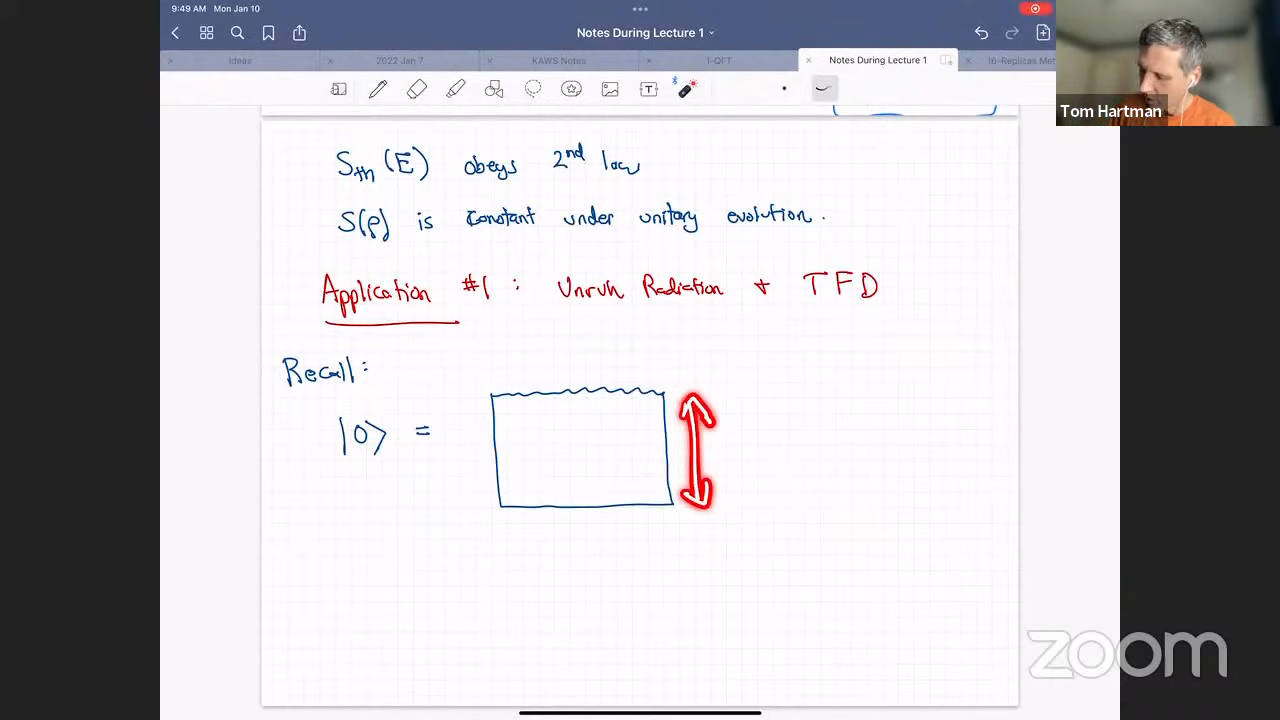 9:49 AM Mon Jan 10
Notes During Lecture 1
Ideas
2022 Jan 7
KAWS Notes
1-QFT
Notes During Lecture 1
16-Replicas Met
Tom Hartman
S_th (E) obeys 2nd law
S(ρ) is constant under unitary evolution.
Application #1 : Unruh Radiation + TFD
Recall:
|0⟩ =
zoom